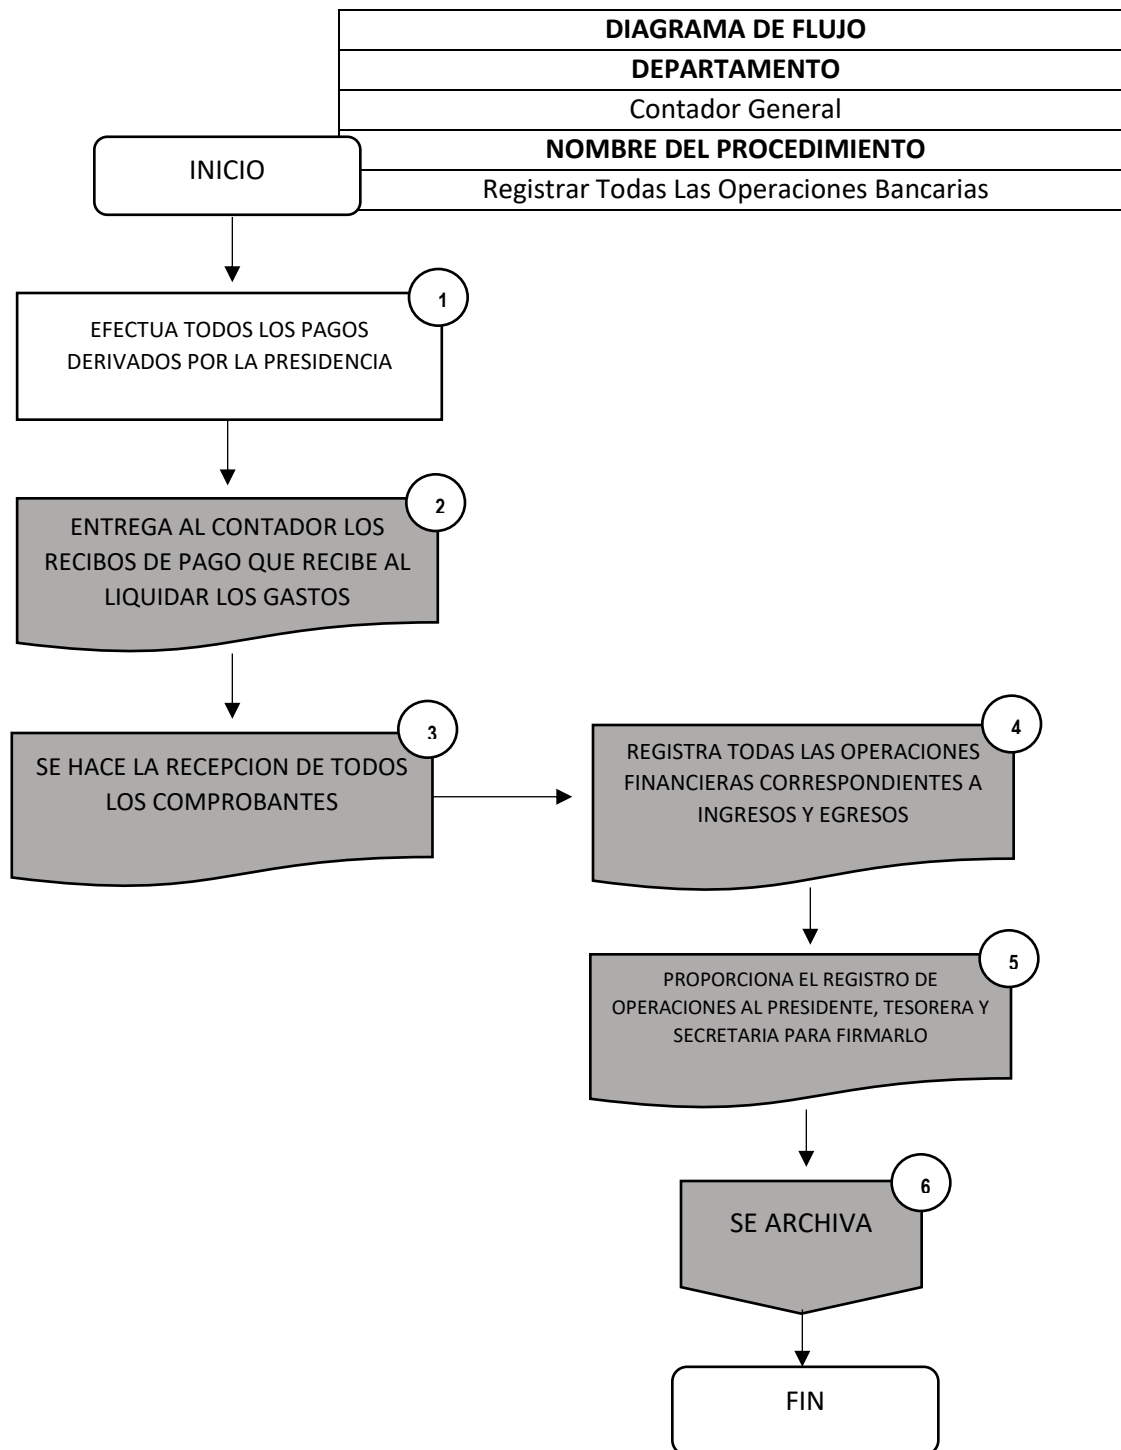 DIAGRAMA DE FLUJO
DEPARTAMENTO
Contador General
NOMBRE DEL PROCEDIMIENTO
Registrar Todas Las Operaciones Bancarias
INICIO
1
EFECTUA TODOS LOS PAGOS
DERIVADOS POR LA PRESIDENCIA
2
ENTREGA AL CONTADOR LOS
RECIBOS DE PAGO QUE RECIBE AL
LIQUIDAR LOS GASTOS
3
SE HACE LA RECEPCION DE TODOS
LOS COMPROBANTES
4
REGISTRA TODAS LAS OPERACIONES
FINANCIERAS CORRESPONDIENTES A
INGRESOS Y EGRESOS
5
PROPORCIONA EL REGISTRO DE
OPERACIONES AL PRESIDENTE, TESORERA Y
SECRETARIA PARA FIRMARLO
6
SE ARCHIVA
FIN